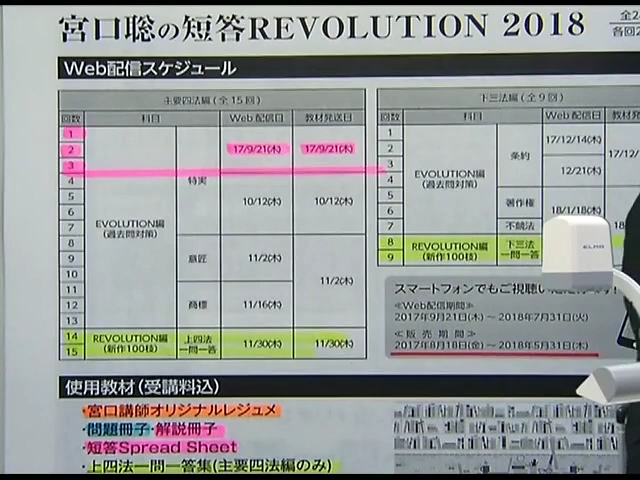 宮口聡の短答REVOLUTION 2018
Web配信スケジュール
主要四法編(全15回)
回数 科目 Web配信日 教材発送日
1
2 17/9/21(木) 17/9/21(木)
3
4 特実
5 10/12(木) 10/12(木)
6
7
EVOLUTION編
(過去問対策)
8
9 意匠 11/2(木)
10
11 11/2(木)
12 商標 11/16(木)
13
14 REVOLUTION編 上四法 11/30(木) 11/30(木)
15 (新作100枝) 一問一答
下三法編(全9回)
回数 科目 Web配信日
1
2 条約 17/12/14(木)
3
4 12/21(木)
EVOLUTION編
(過去問対策)
5
6 著作権 18/1/18(木)
7 不競法
8 REVOLUTION編 下三法
9 (新作100枝) 一問一答
ELMO
スマートフォンでもご視聴い
≪Web配信期間≫
2017年9月21日(木)～2018年7月31日(火)
≪販売期間≫
2017年8月18日(金)～2018年5月31日(木)
使用教材(受講料込)
・宮口講師オリジナルレジュメ
・問題冊子・解説冊子
・短答Spread Sheet
・上四法一問一答集(主要四法編のみ)